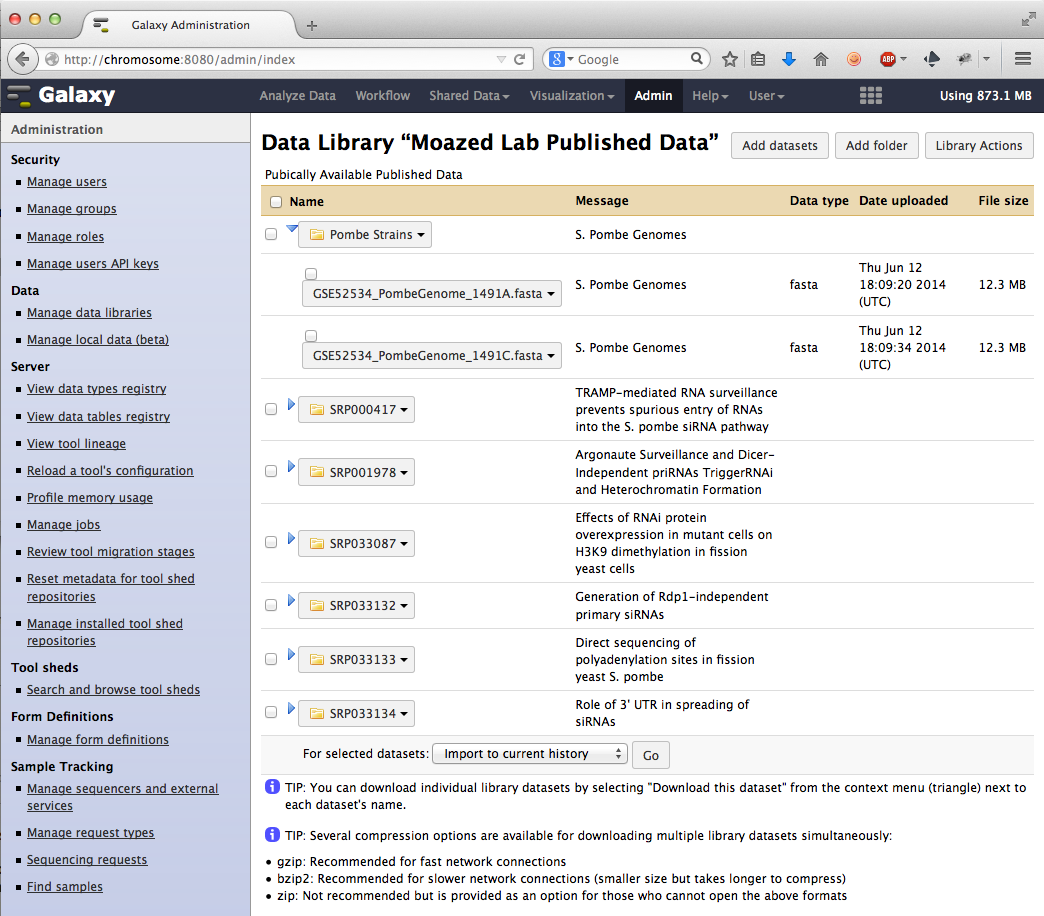 Galaxy Administration
http://chromosome:8080/admin/index
8 Google
ABP
Galaxy
Analyze Data Workflow Shared Data Visualization Admin Help User Using 873.1 MB
Administration
Security
Manage users
Manage groups
Manage roles
Manage users API keys
Data
Manage data libraries
Manage local data (beta)
Server
View data types registry
View data tables registry
View tool lineage
Reload a tool's configuration
Profile memory usage
Manage jobs
Review tool migration stages
Reset metadata for tool shed
repositories
Manage installed tool shed
repositories
Tool sheds
Search and browse tool sheds
Form Definitions
Manage form definitions
Sample Tracking
Manage sequencers and external
services
Manage request types
Sequencing requests
Find samples
Data Library “Moazed Lab Published Data”
Add datasets Add folder Library Actions
Pubically Available Published Data
Name Message Data type Date uploaded File size
Pombe Strains S. Pombe Genomes
GSE52534_PombeGenome_1491A.fasta S. Pombe Genomes fasta Thu Jun 12
18:09:20 2014
(UTC) 12.3 MB
GSE52534_PombeGenome_1491C.fasta S. Pombe Genomes fasta Thu Jun 12
18:09:34 2014
(UTC) 12.3 MB
SRP000417 TRAMP-mediated RNA surveillance
prevents spurious entry of RNAs
into the S. pombe siRNA pathway
SRP001978 Argonaute Surveillance and Dicer-
Independent priRNAs TriggerRNAi
and Heterochromatin Formation
SRP033087 Effects of RNAi protein
overexpression in mutant cells on
H3K9 dimethylation in fission
yeast cells
SRP033132 Generation of Rdp1-independent
primary siRNAs
SRP033133 Direct sequencing of
polyadenylation sites in fission
yeast S. pombe
SRP033134 Role of 3' UTR in spreading of
siRNAs
For selected datasets: Import to current history Go
TIP: You can download individual library datasets by selecting "Download this dataset" from the context menu (triangle) next to
each dataset's name.
TIP: Several compression options are available for downloading multiple library datasets simultaneously:
• gzip: Recommended for fast network connections
• bzip2: Recommended for slower network connections (smaller size but takes longer to compress)
• zip: Not recommended but is provided as an option for those who cannot open the above formats